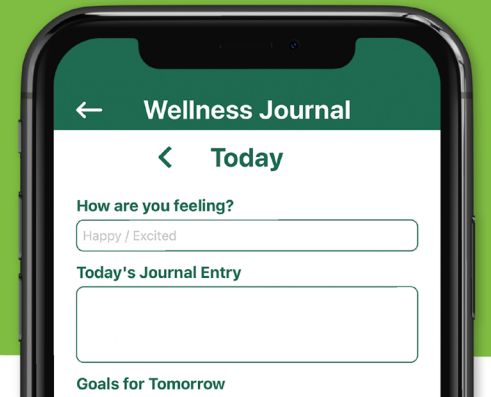 Wellness Journal
Today
How are you feeling?
Happy / Excited
Today's Journal Entry
Goals for Tomorrow